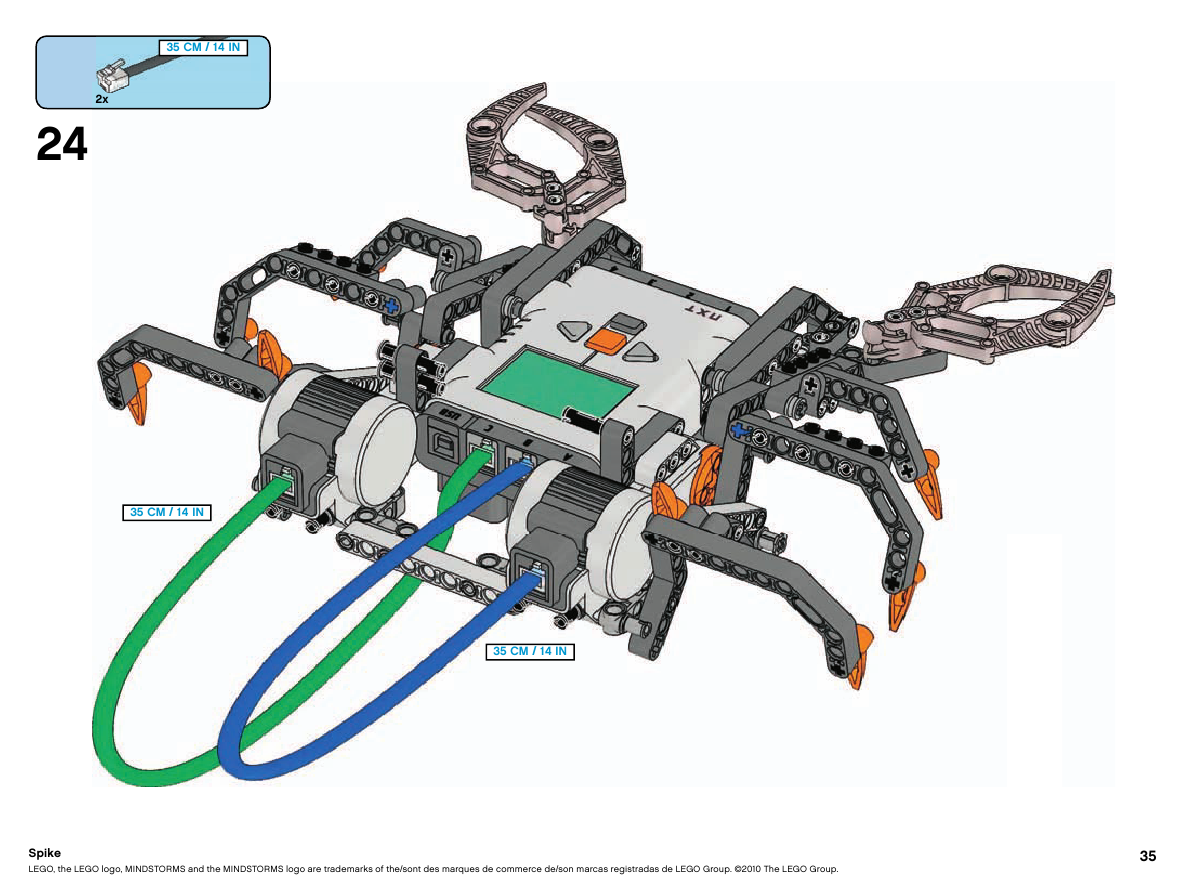 35 CM / 14 IN
2x
24
NXT
USB
C
B
A
35 CM / 14 IN
35 CM / 14 IN
Spike
LEGO, the LEGO logo, MINDSTORMS and the MINDSTORMS logo are trademarks of the/sont des marques de commerce de/son marcas registradas de LEGO Group. ©2010 The LEGO Group.
35